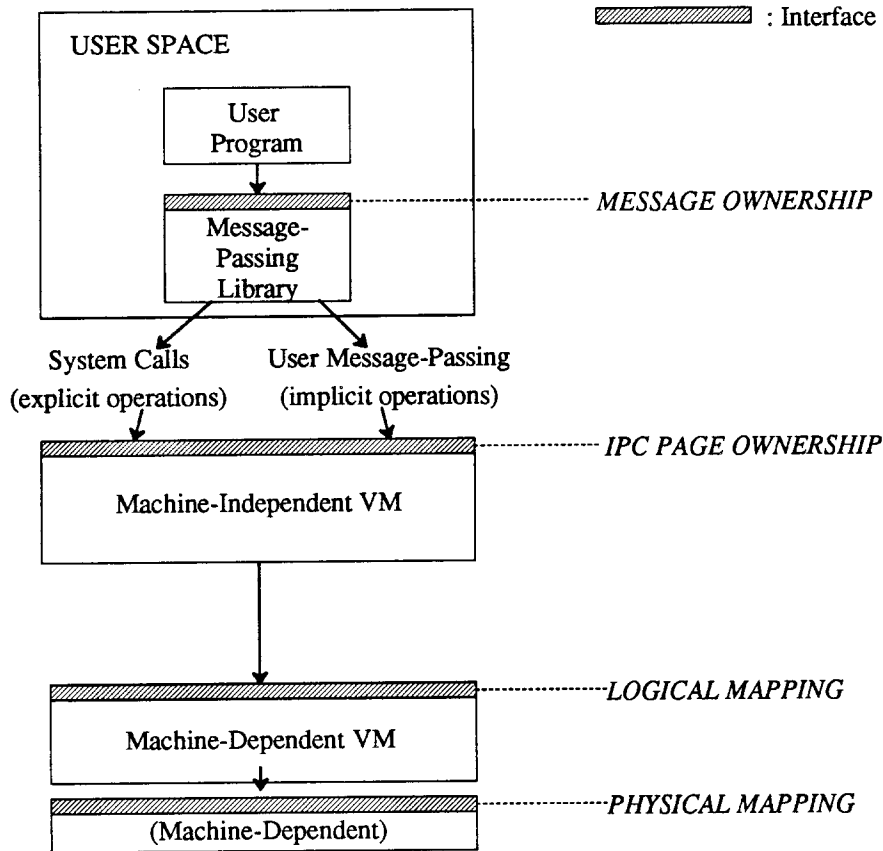 : Interface
USER SPACE
User
Program
MESSAGE OWNERSHIP
Message-
Passing
Library
System Calls
(explicit operations)
User Message-Passing
(implicit operations)
IPC PAGE OWNERSHIP
Machine-Independent VM
LOGICAL MAPPING
Machine-Dependent VM
PHYSICAL MAPPING
(Machine-Dependent)